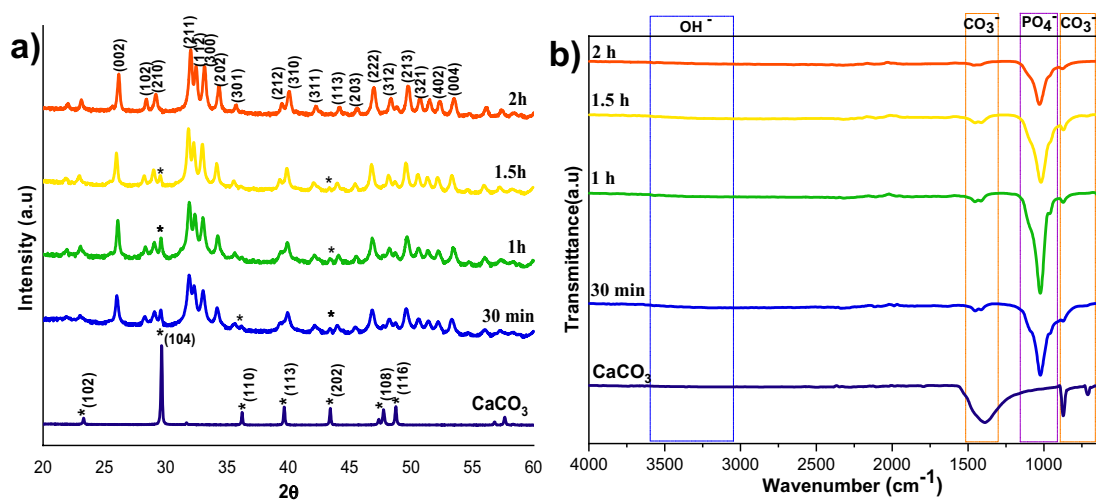 a)
Intensity (a.u)
(002)
(102)
(210)
(211)
(112)
(300)
(202)
(301)
(212)
(310)
(311)
(113)
(203)
(222)
(312)
(213)
(321)
(402)
(004)
2h
*
*
1.5h
*
*
1h
*
*
*
30 min
*(102)
*(104)
*(110)
*(113)
*(202)
*
*(108)
*(116)
CaCO3
20 25 30 35 40 45 50 55 60
2θ
b)
OH -
CO3-
PO4-
CO3-
Transmittance(a.u)
2 h
1.5 h
1 h
30 min
CaCO3
4000 3500 3000 2500 2000 1500 1000
Wavenumber (cm-1)